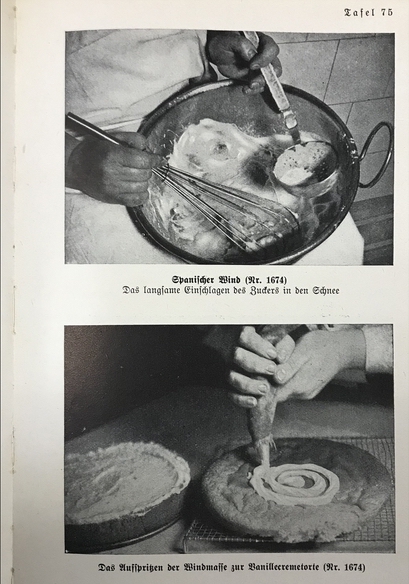 Tafel 75
Spanischer Wind (Nr. 1674)
Das langsame Einschlagen des Zuckers in den Schnee
Das Aufspritzen der Windmasse zur Vanillecremetorte (Nr. 1674)